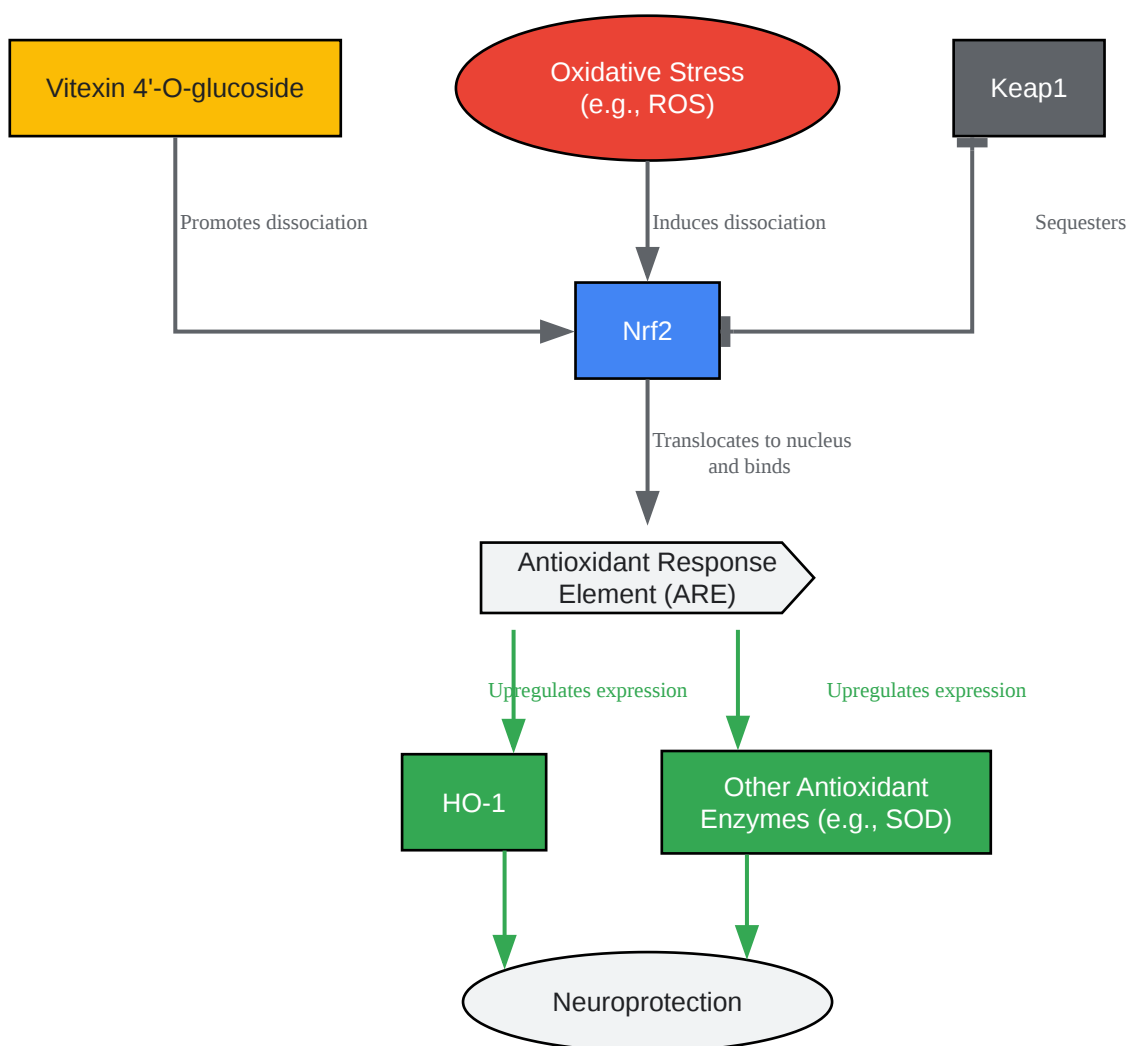 Vitexin 4'-O-glucoside
Oxidative Stress
(e.g., ROS)
Keap1
Promotes dissociation
Induces dissociation
Sequesters
Nrf2
Translocates to nucleus
and binds
Antioxidant Response
Element (ARE)
Upregulates expression
Upregulates expression
HO-1
Other Antioxidant
Enzymes (e.g., SOD)
Neuroprotection